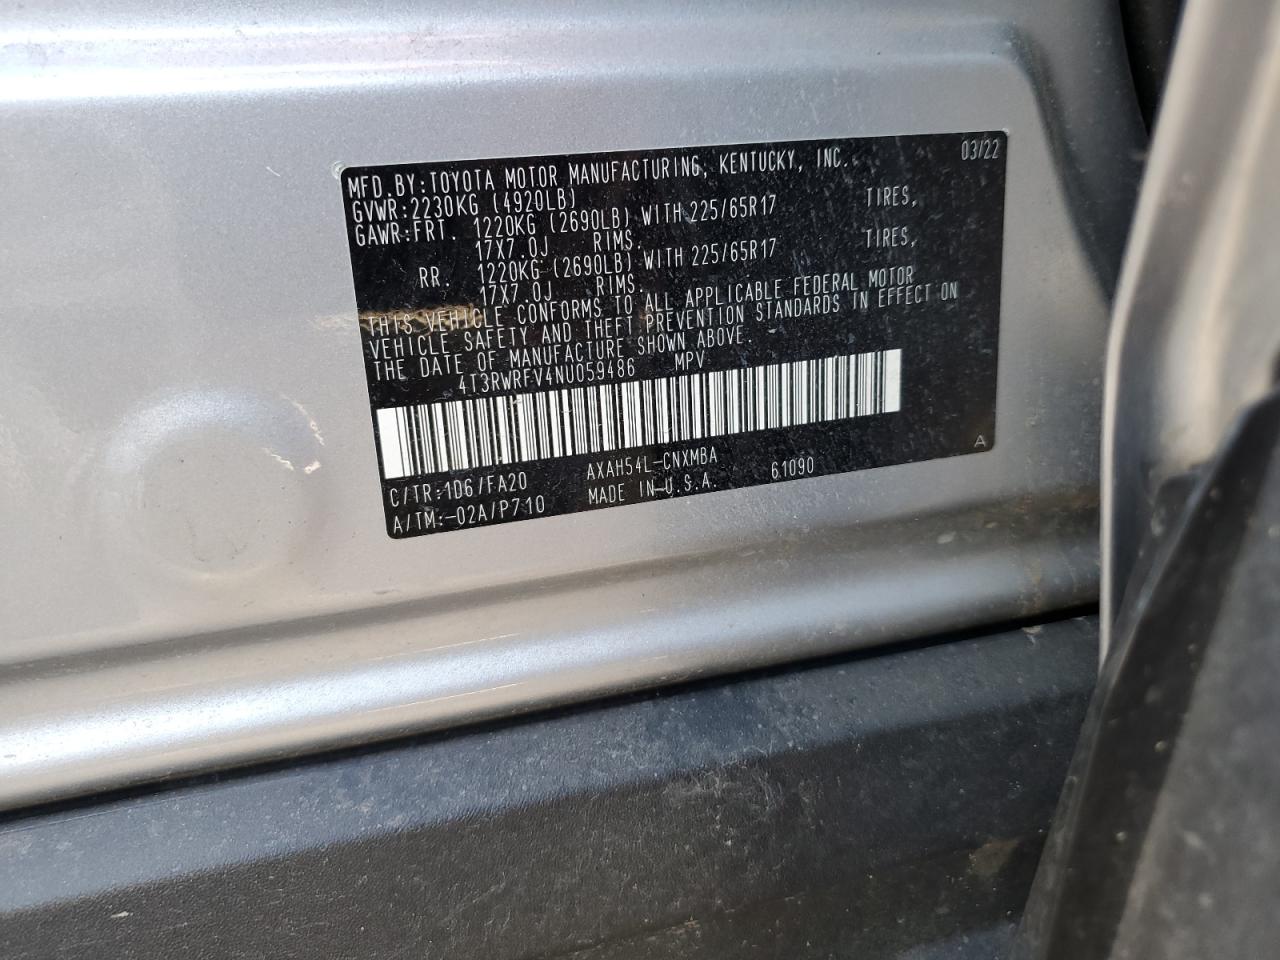 MFD.BY:TOYOTA MOTOR MANUFACTURING, KENTUCKY, INC. 03/22
GVWR:2230KG (4920LB)
GAWR:FRT. 1220KG (2690LB) WITH 225/65R17 TIRES,
17X7.0J RIMS.
RR. 1220KG (2690LB) WITH 225/65R17 TIRES,
17X7.0J RIMS.
THIS VEHICLE CONFORMS TO ALL APPLICABLE FEDERAL MOTOR
VEHICLE SAFETY AND THEFT PREVENTION STANDARDS IN EFFECT ON
THE DATE OF MANUFACTURE SHOWN ABOVE.
4T3RWRFV4NU059486 MPV
A
C/TR:1D6/FA20 AXAH54L-CNXMBA 61090
A/TM:-02A/P710 MADE IN U.S.A.